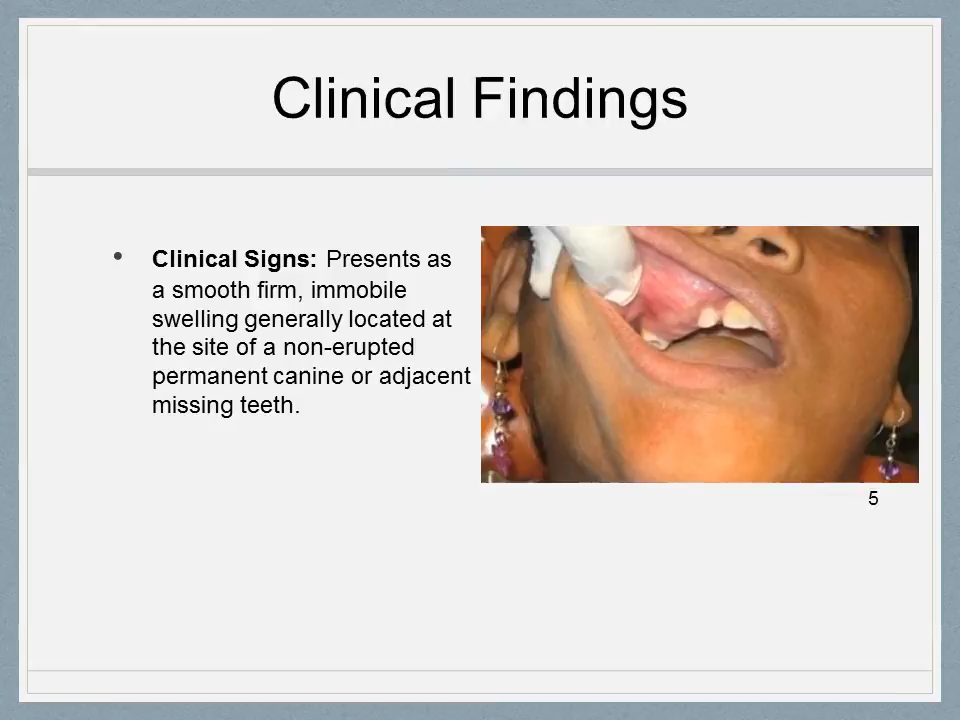 Clinical Findings
• Clinical Signs: Presents as
a smooth firm, immobile
swelling generally located at
the site of a non-erupted
permanent canine or adjacent
missing teeth.
5